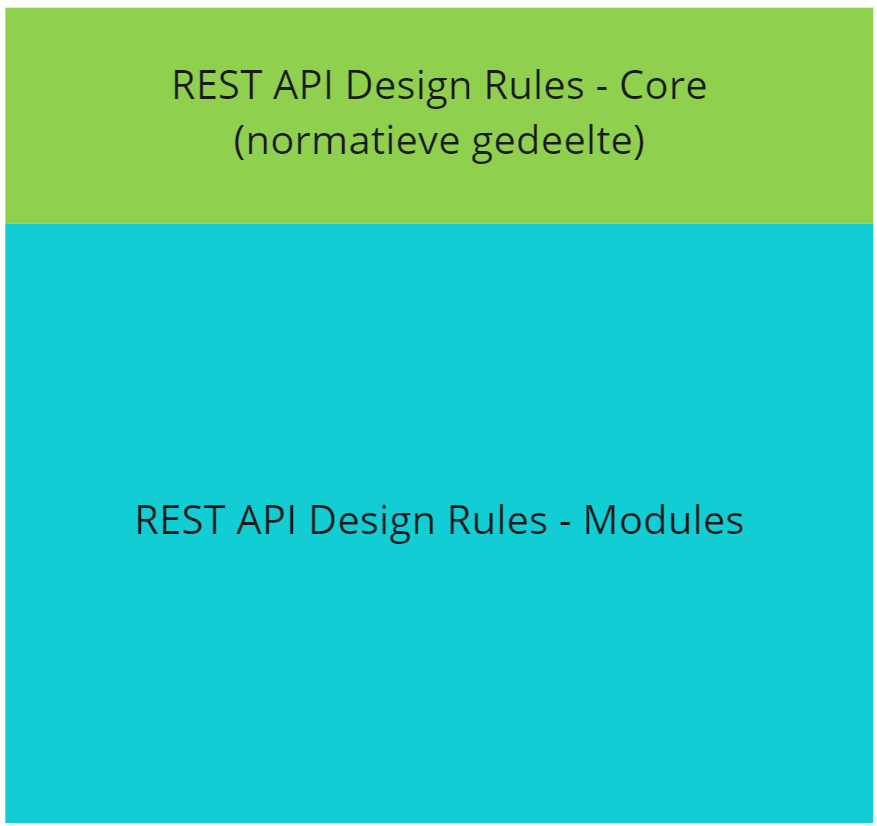 REST API Design Rules - Core
(normatieve gedeelte)
REST API Design Rules - Modules